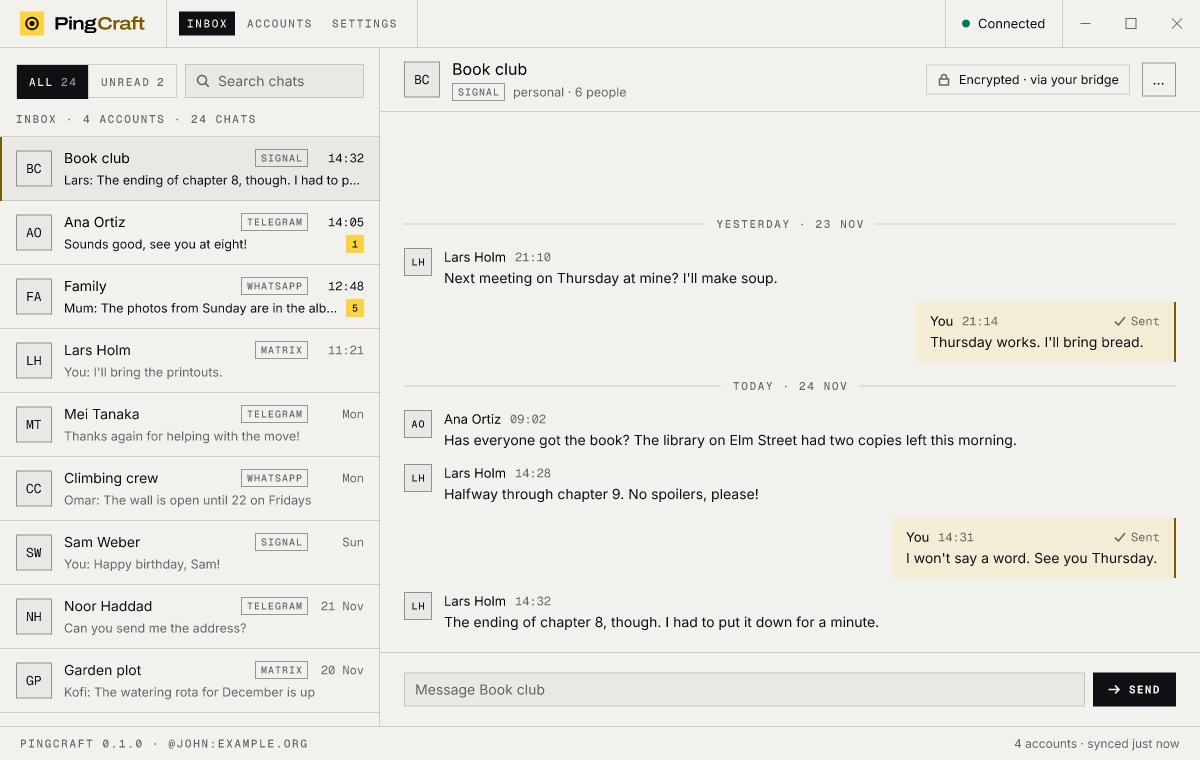 PingCraft INBOX ACCOUNTS SETTINGS Connected
ALL 24 UNREAD 2 Search chats
INBOX · 4 ACCOUNTS · 24 CHATS
BC Book club SIGNAL 14:32
Lars: The ending of chapter 8, though. I had to p...
AO Ana Ortiz TELEGRAM 14:05
Sounds good, see you at eight! 1
FA Family WHATSAPP 12:48
Mum: The photos from Sunday are in the alb... 5
LH Lars Holm MATRIX 11:21
You: I'll bring the printouts.
MT Mei Tanaka TELEGRAM Mon
Thanks again for helping with the move!
CC Climbing crew WHATSAPP Mon
Omar: The wall is open until 22 on Fridays
SW Sam Weber SIGNAL Sun
You: Happy birthday, Sam!
NH Noor Haddad TELEGRAM 21 Nov
Can you send me the address?
GP Garden plot MATRIX 20 Nov
Kofi: The watering rota for December is up
BC Book club
SIGNAL personal · 6 people
Encrypted · via your bridge ...
YESTERDAY · 23 NOV
LH Lars Holm 21:10
Next meeting on Thursday at mine? I'll make soup.
You 21:14 Sent
Thursday works. I'll bring bread.
TODAY · 24 NOV
AO Ana Ortiz 09:02
Has everyone got the book? The library on Elm Street had two copies left this morning.
LH Lars Holm 14:28
Halfway through chapter 9. No spoilers, please!
You 14:31 Sent
I won't say a word. See you Thursday.
LH Lars Holm 14:32
The ending of chapter 8, though. I had to put it down for a minute.
Message Book club SEND
PINGCRAFT 0.1.0 · @JOHN:EXAMPLE.ORG
4 accounts · synced just now